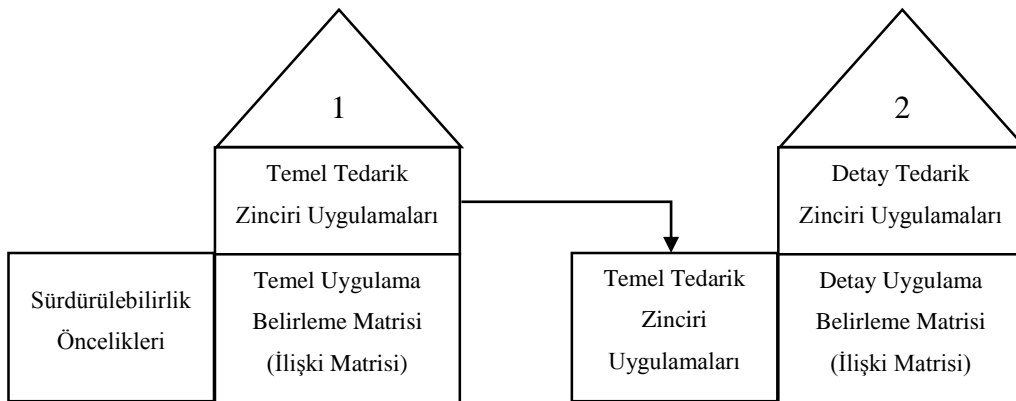 1
Temel Tedarik
Zinciri Uygulamaları
Sürdürülebilirlik
Öncelikleri
Temel Uygulama
Belirleme Matrisi
(İlişki Matrisi)
2
Detay Tedarik
Zinciri Uygulamaları
Temel Tedarik
Zinciri
Uygulamaları
Detay Uygulama
Belirleme Matrisi
(İlişki Matrisi)